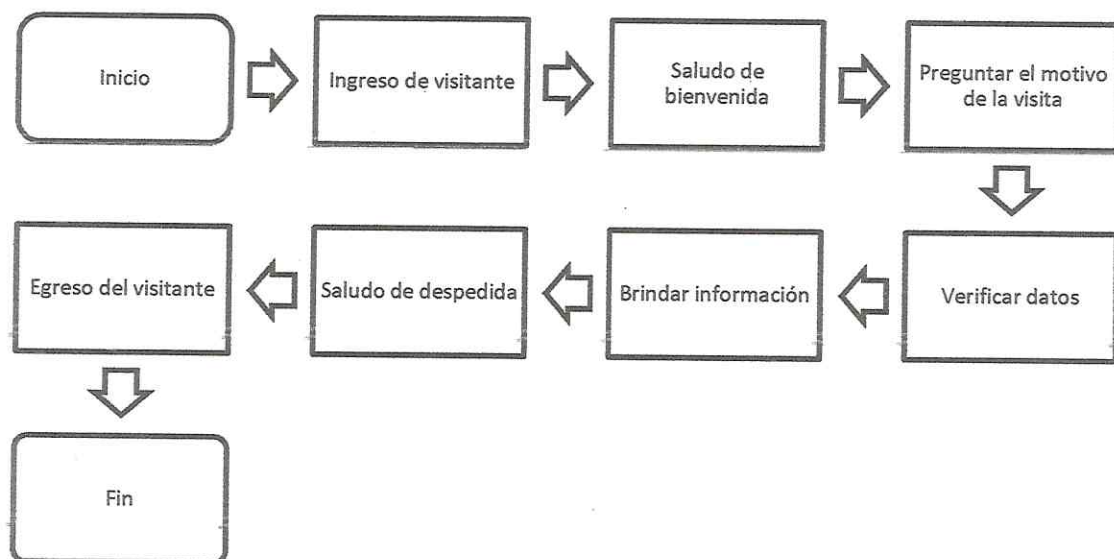 Inicio
Ingreso de visitante
Saludo de
bienvenida
Preguntar el motivo
de la visita
Verificar datos
Brindar información
Saludo de despedida
Egreso del visitante
Fin